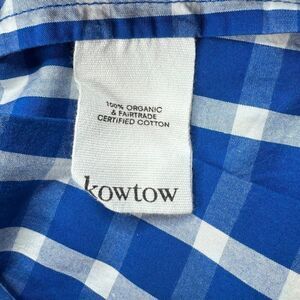 100% ORGANIC
& FAIRTRADE
CERTIFIED COTTON
kowtow